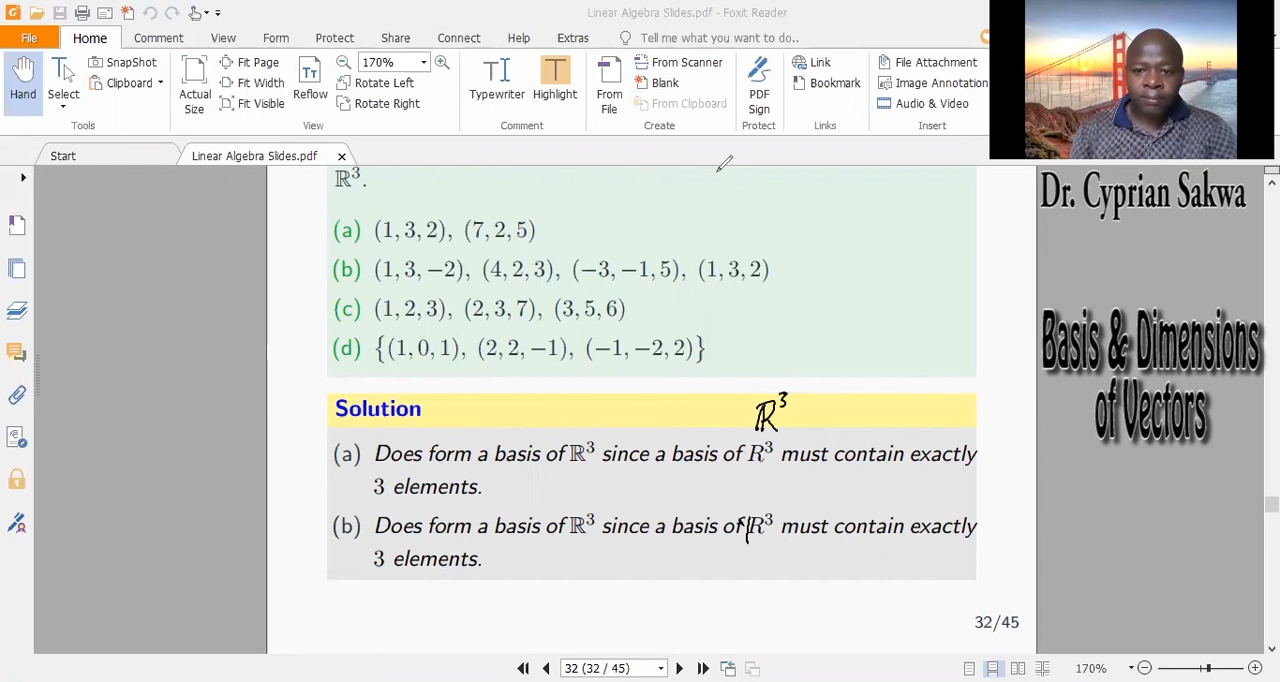 Linear Algebra Slides.pdf - Foxit Reader
File Home Comment View Form Protect Share Connect Help Extras Tell me what you want to do..
Hand
Select
SnapShot
Clipboard
Tools
Actual Size
Fit Page
Fit Width
Fit Visible
Reflow
170%
Rotate Left
Rotate Right
View
Typewriter
Highlight
Comment
From File
From Scanner
Blank
From Clipboard
Create
PDF Sign
Protect
Link
Bookmark
Links
File Attachment
Image Annotation
Audio & Video
Insert
Start
Linear Algebra Slides.pdf
ℝ³.
(a) (1, 3, 2), (7, 2, 5)
(b) (1, 3, −2), (4, 2, 3), (−3, −1, 5), (1, 3, 2)
(c) (1, 2, 3), (2, 3, 7), (3, 5, 6)
(d) {(1, 0, 1), (2, 2, −1), (−1, −2, 2)}
Solution
ℝ³
(a) Does form a basis of ℝ³ since a basis of R³ must contain exactly
3 elements.
(b) Does form a basis of ℝ³ since a basis of R³ must contain exactly
3 elements.
32/45
Dr. Cyprian Sakwa
Basis & Dimensions
of Vectors
32 (32 / 45)
170%